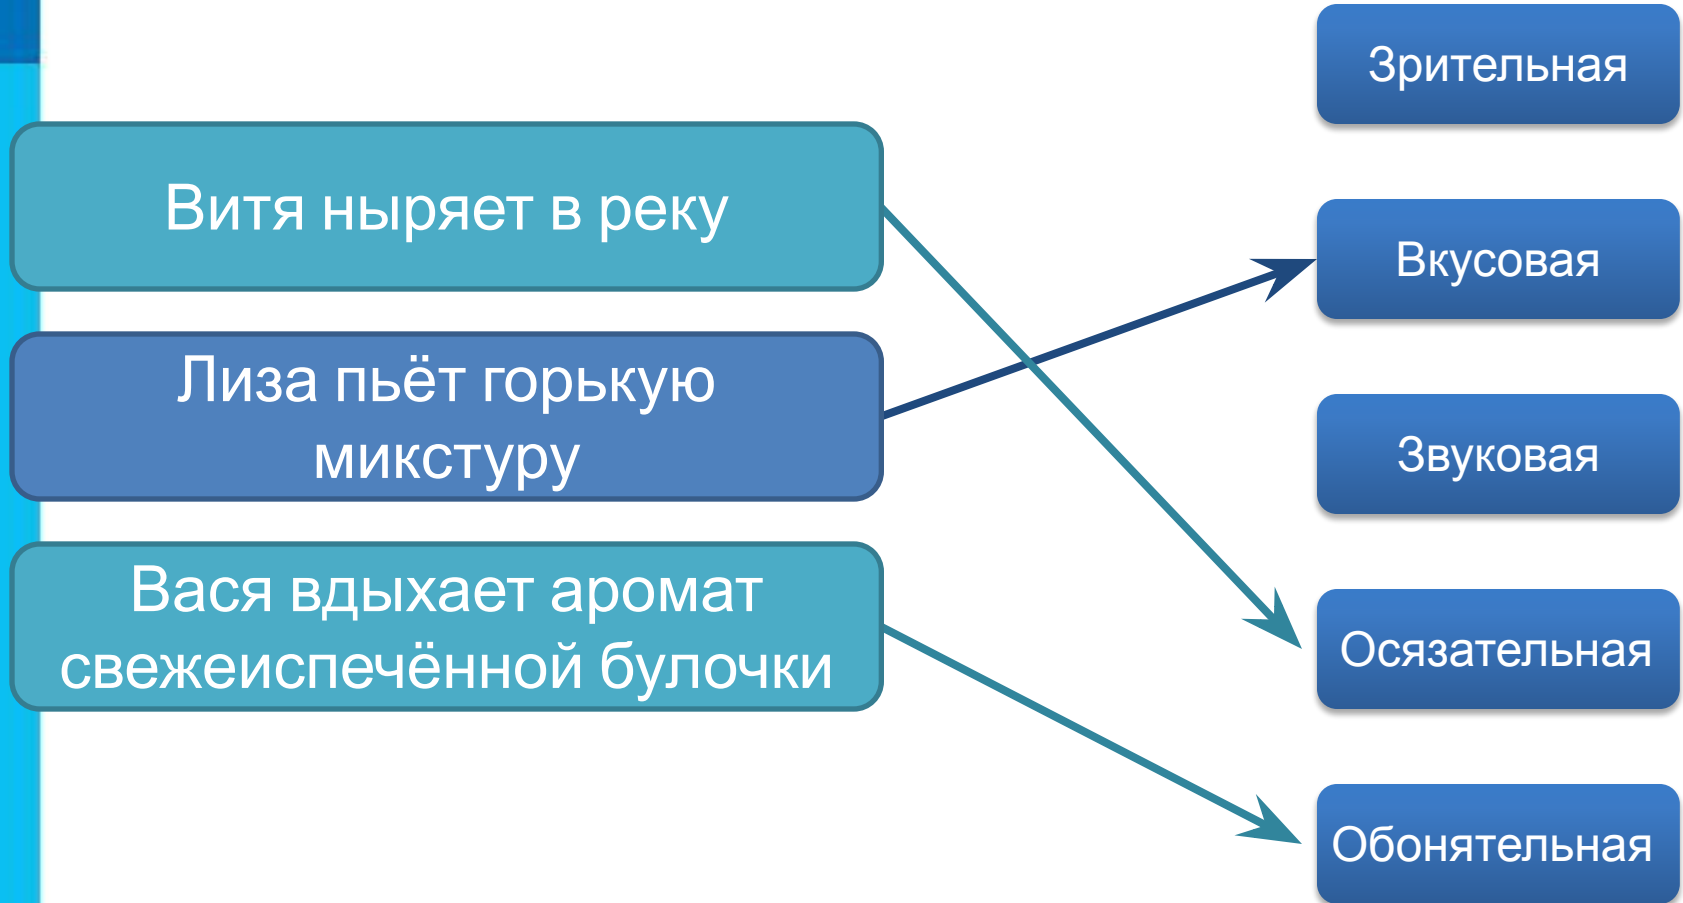 Витя ныряет в реку
Лиза пьёт горькую
микстуру
Вася вдыхает аромат
свежеиспечённой булочки
Зрительная
Вкусовая
Звуковая
Осязательная
Обонятельная